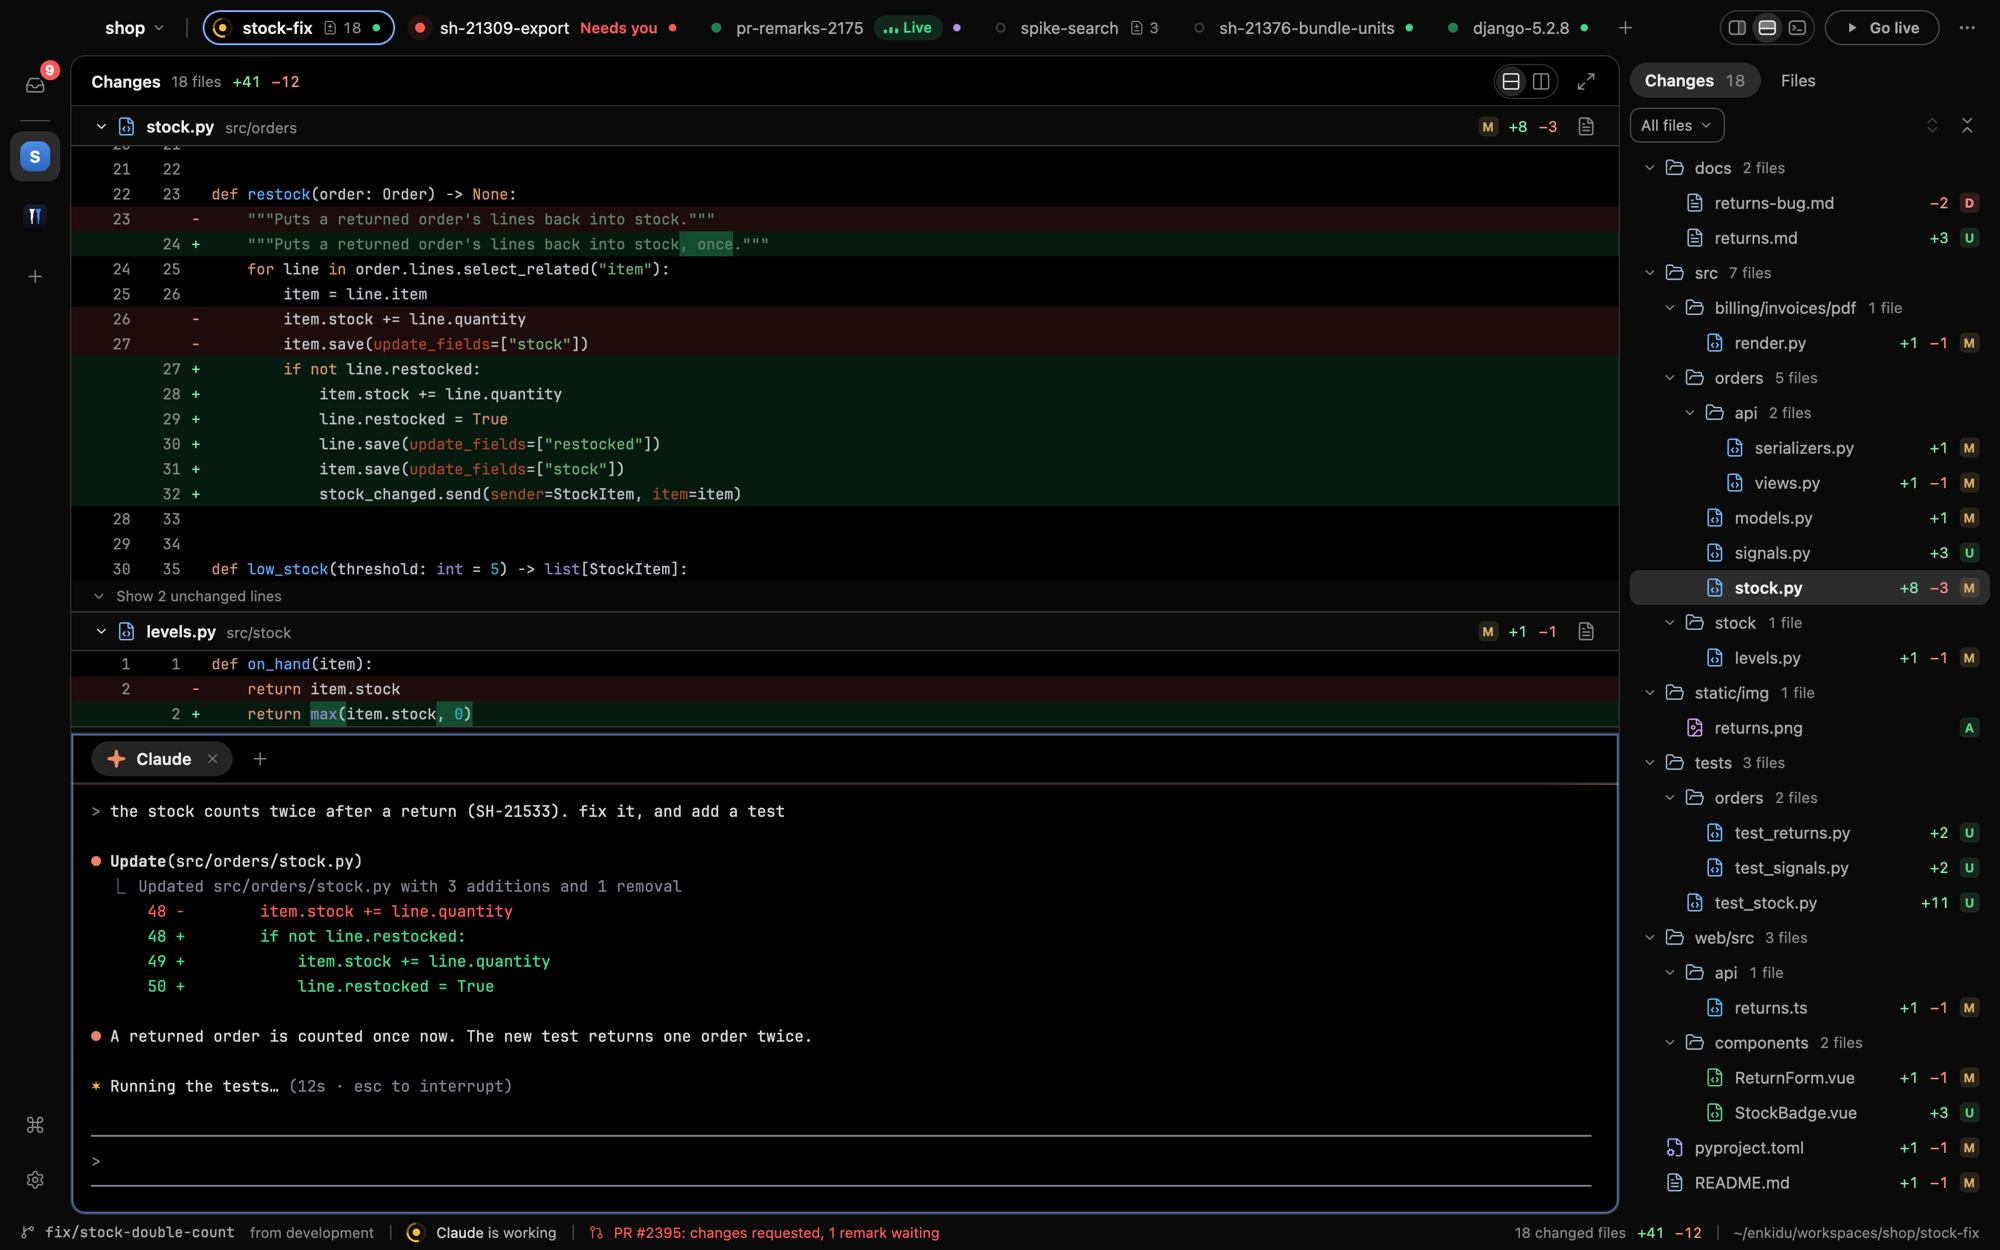 shop
stock-fix 18
sh-21309-export Needs you
pr-remarks-2175 Live
spike-search 3
sh-21376-bundle-units
django-5.2.8
Go live
9
S
Changes 18 files +41 −12
stock.py src/orders M +8 −3
21 22
22 23 def restock(order: Order) -> None:
23 - """Puts a returned order's lines back into stock."""
24 + """Puts a returned order's lines back into stock, once."""
24 25 for line in order.lines.select_related("item"):
25 26 item = line.item
26 - item.stock += line.quantity
27 - item.save(update_fields=["stock"])
27 + if not line.restocked:
28 + item.stock += line.quantity
29 + line.restocked = True
30 + line.save(update_fields=["restocked"])
31 + item.save(update_fields=["stock"])
32 + stock_changed.send(sender=StockItem, item=item)
28 33
29 34
30 35 def low_stock(threshold: int = 5) -> list[StockItem]:
Show 2 unchanged lines
levels.py src/stock M +1 −1
1 1 def on_hand(item):
2 - return item.stock
2 + return max(item.stock, 0)
Claude
> the stock counts twice after a return (SH-21533). fix it, and add a test
Update(src/orders/stock.py)
Updated src/orders/stock.py with 3 additions and 1 removal
48 - item.stock += line.quantity
48 + if not line.restocked:
49 + item.stock += line.quantity
50 + line.restocked = True
A returned order is counted once now. The new test returns one order twice.
Running the tests… (12s · esc to interrupt)
>
Changes 18 Files
All files
docs 2 files
returns-bug.md −2 D
returns.md +3 U
src 7 files
billing/invoices/pdf 1 file
render.py +1 −1 M
orders 5 files
api 2 files
serializers.py +1 M
views.py +1 −1 M
models.py +1 M
signals.py +3 U
stock.py +8 −3 M
stock 1 file
levels.py +1 −1 M
static/img 1 file
returns.png A
tests 3 files
orders 2 files
test_returns.py +2 U
test_signals.py +2 U
test_stock.py +11 U
web/src 3 files
api 1 file
returns.ts +1 −1 M
components 2 files
ReturnForm.vue +1 −1 M
StockBadge.vue +3 U
pyproject.toml +1 −1 M
README.md +1 −1 M
fix/stock-double-count from development
Claude is working
PR #2395: changes requested, 1 remark waiting
18 changed files +41 −12
~/enkidu/workspaces/shop/stock-fix